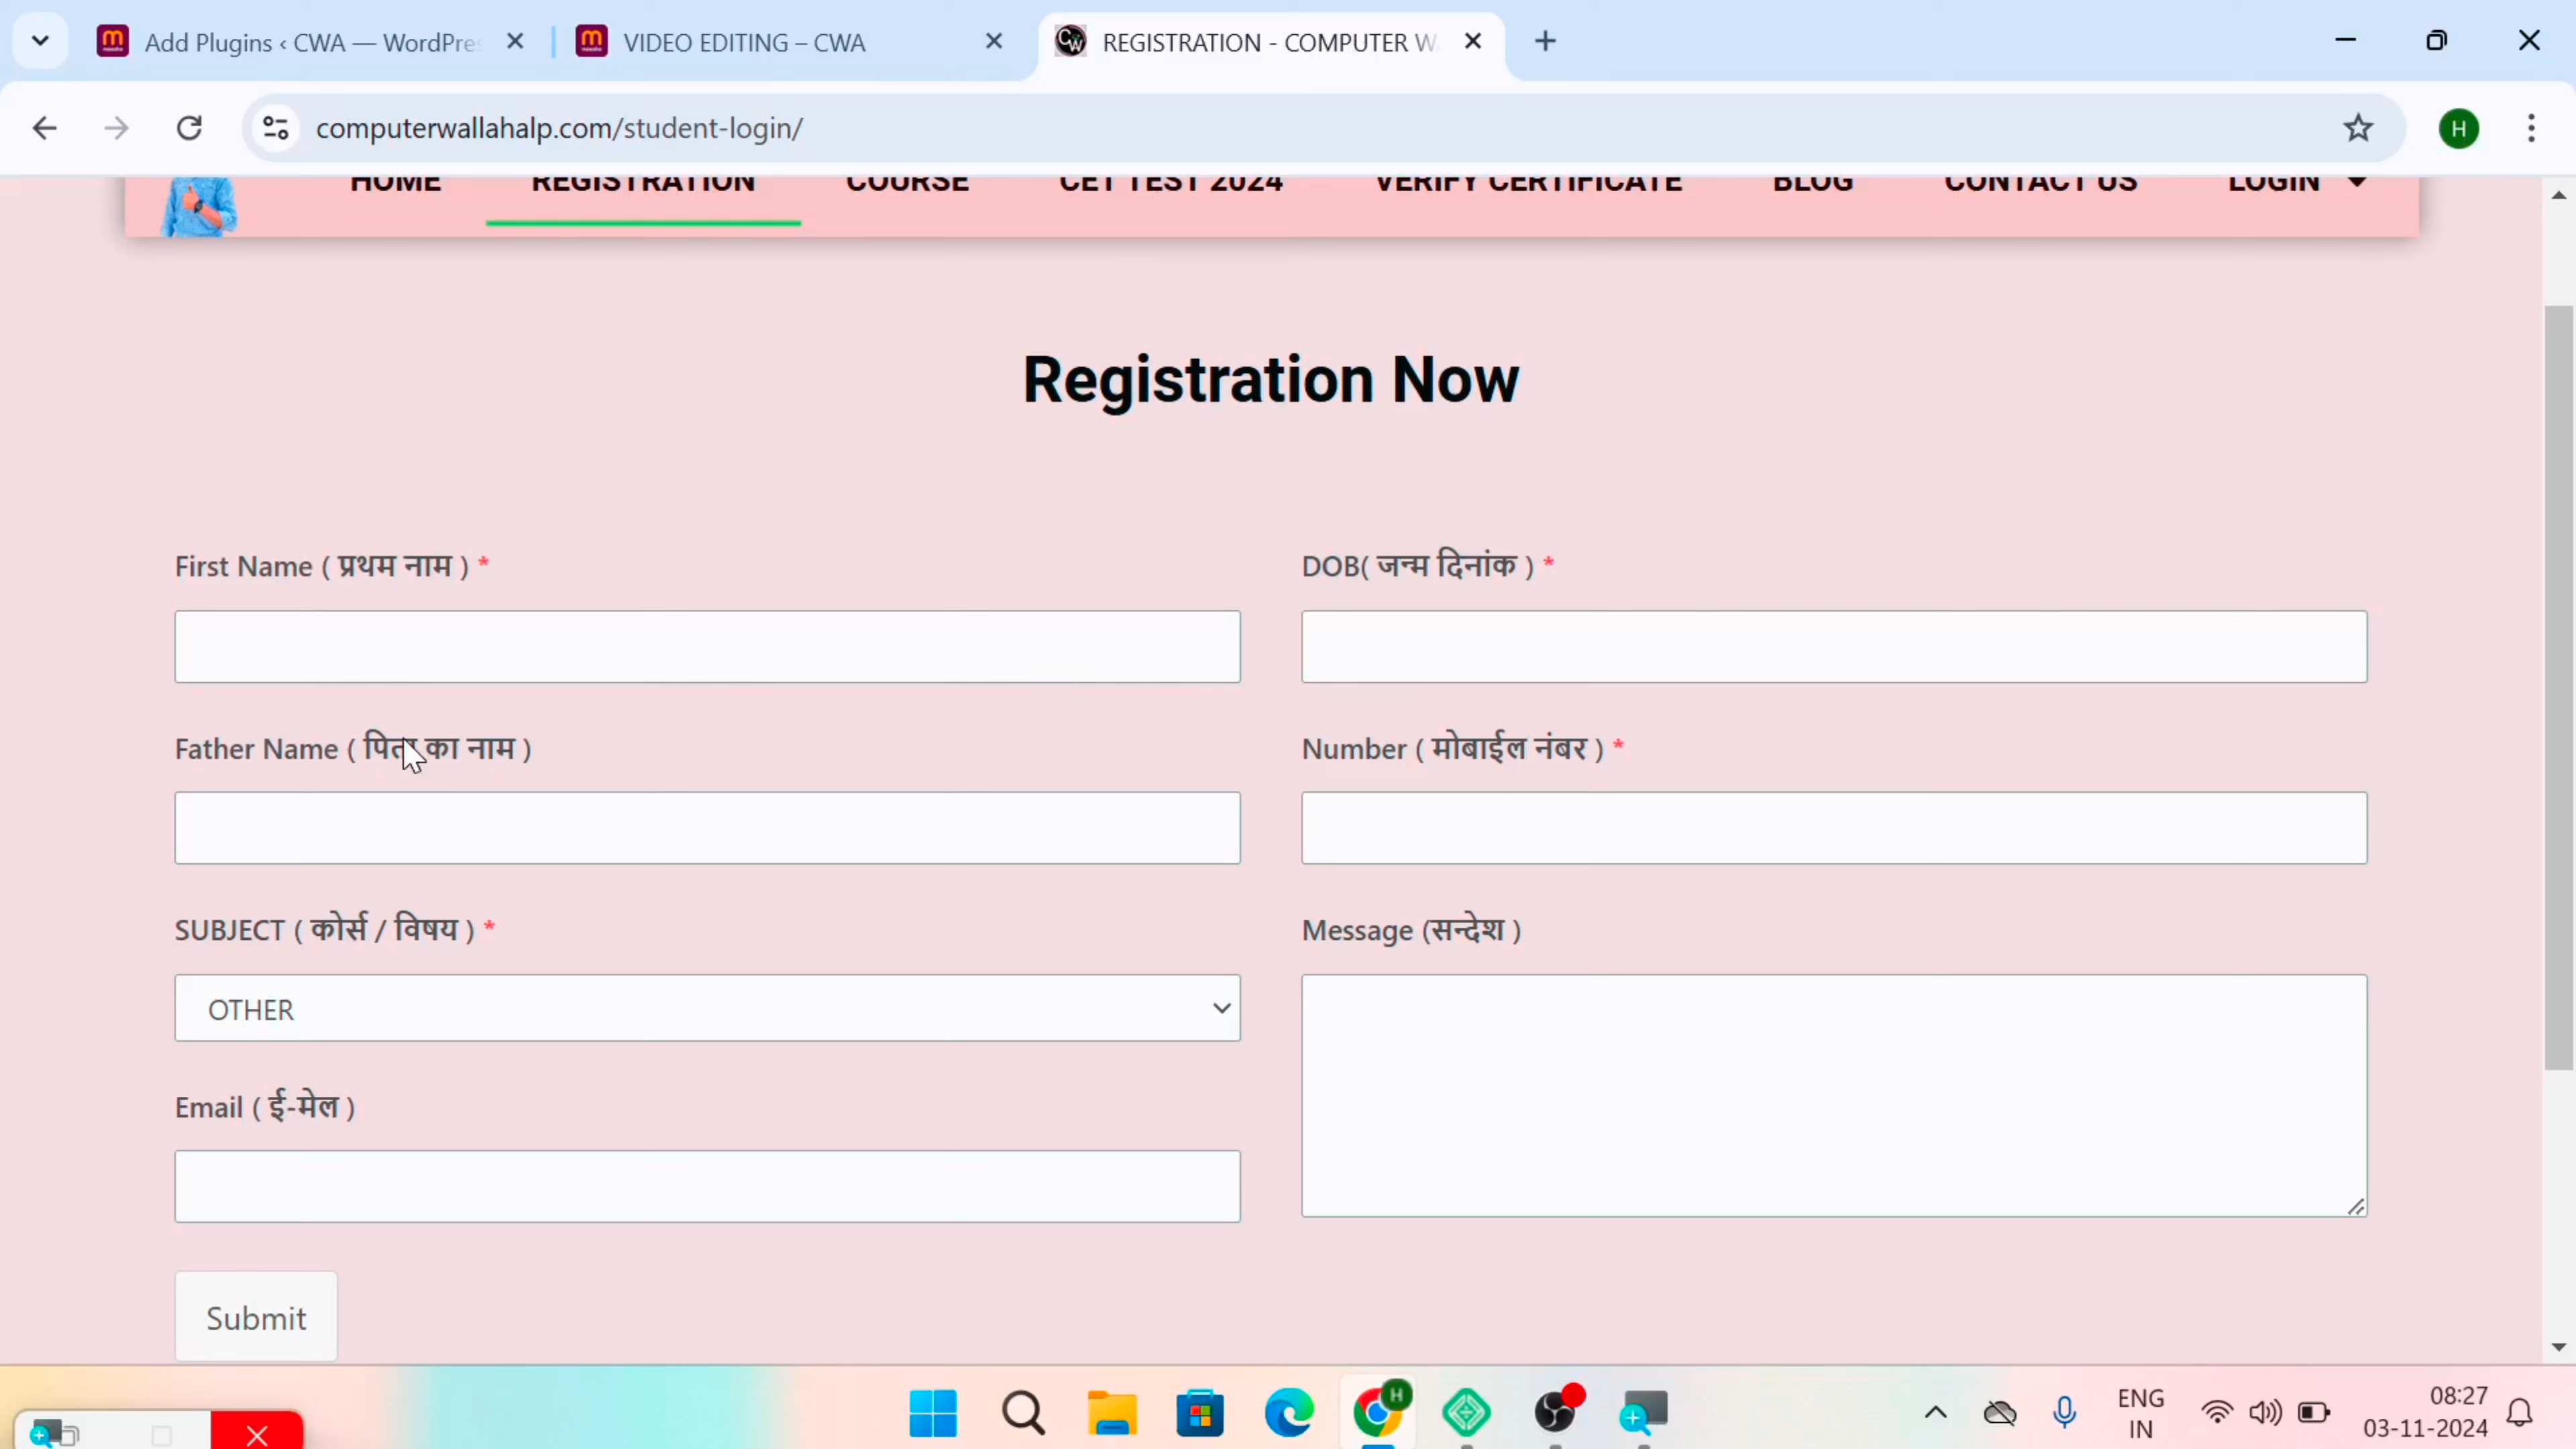 Add Plugins ‹ CWA — WordPres
VIDEO EDITING – CWA
REGISTRATION - COMPUTER W
computerwallahalp.com/student-login/
H
HOME
REGISTRATION
COURSE
CET TEST 2024
VERIFY CERTIFICATE
BLOG
CONTACT US
LOGIN
Registration Now
First Name ( प्रथम नाम ) *
DOB( जन्म दिनांक ) *
Father Name ( पिता का नाम )
Number ( मोबाईल नंबर ) *
SUBJECT ( कोर्स / विषय ) *
Message (सन्देश )
OTHER
Email ( ई-मेल )
Submit
H
ENG
IN
08:27
03-11-2024